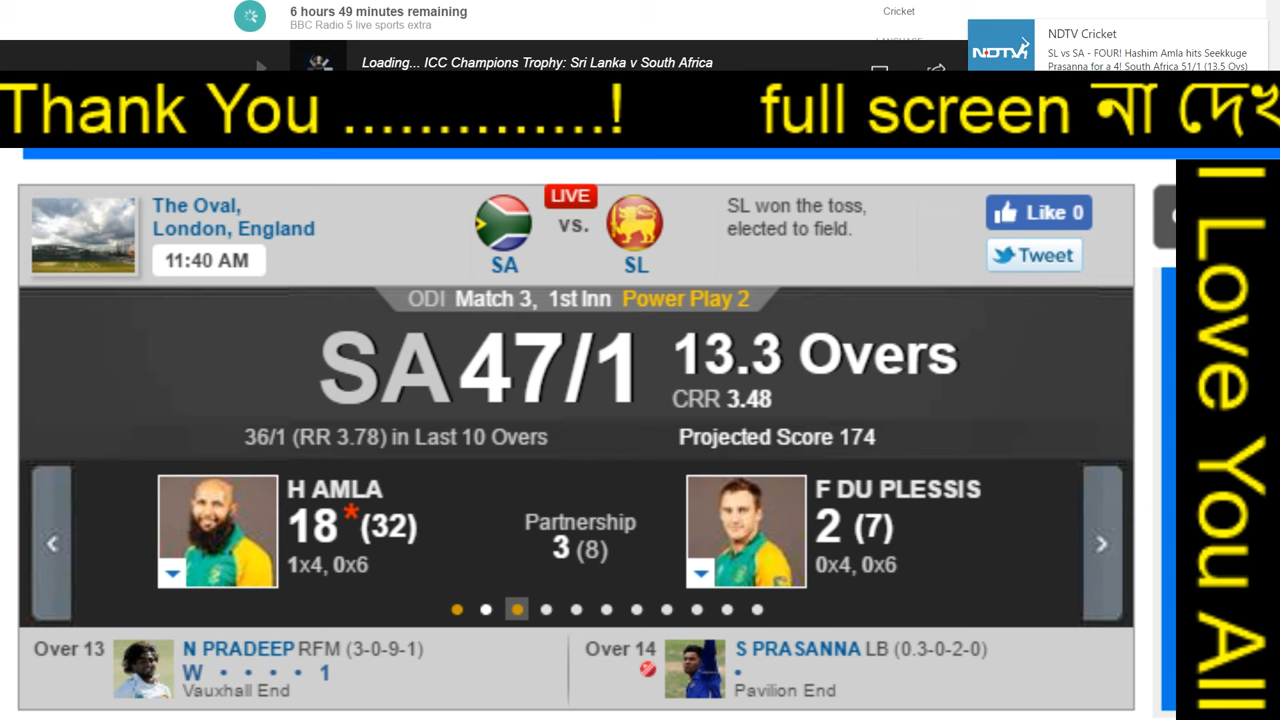 6 hours 49 minutes remaining
BBC Radio 5 live sports extra
Cricket
NDTV
NDTV Cricket
SL vs SA - FOUR! Hashim Amla hits Seekkuge
Prasanna for a 4! South Africa 51/1 (13.5 Ovs)
Loading... ICC Champions Trophy: Sri Lanka v South Africa
Thank You ..............! full screen না দেখ
The Oval,
London, England
11:40 AM
LIVE
vs.
SA
SL
SL won the toss,
elected to field.
Like 0
Tweet
ODI Match 3, 1st Inn Power Play 2
SA 47/1 13.3 Overs
CRR 3.48
36/1 (RR 3.78) in Last 10 Overs
Projected Score 174
H AMLA
18*(32)
1x4, 0x6
Partnership
3 (8)
F DU PLESSIS
2 (7)
0x4, 0x6
Over 13
N PRADEEP RFM (3-0-9-1)
W • • • • 1
Vauxhall End
Over 14
S PRASANNA LB (0.3-0-2-0)
•
Pavilion End
I Love You All